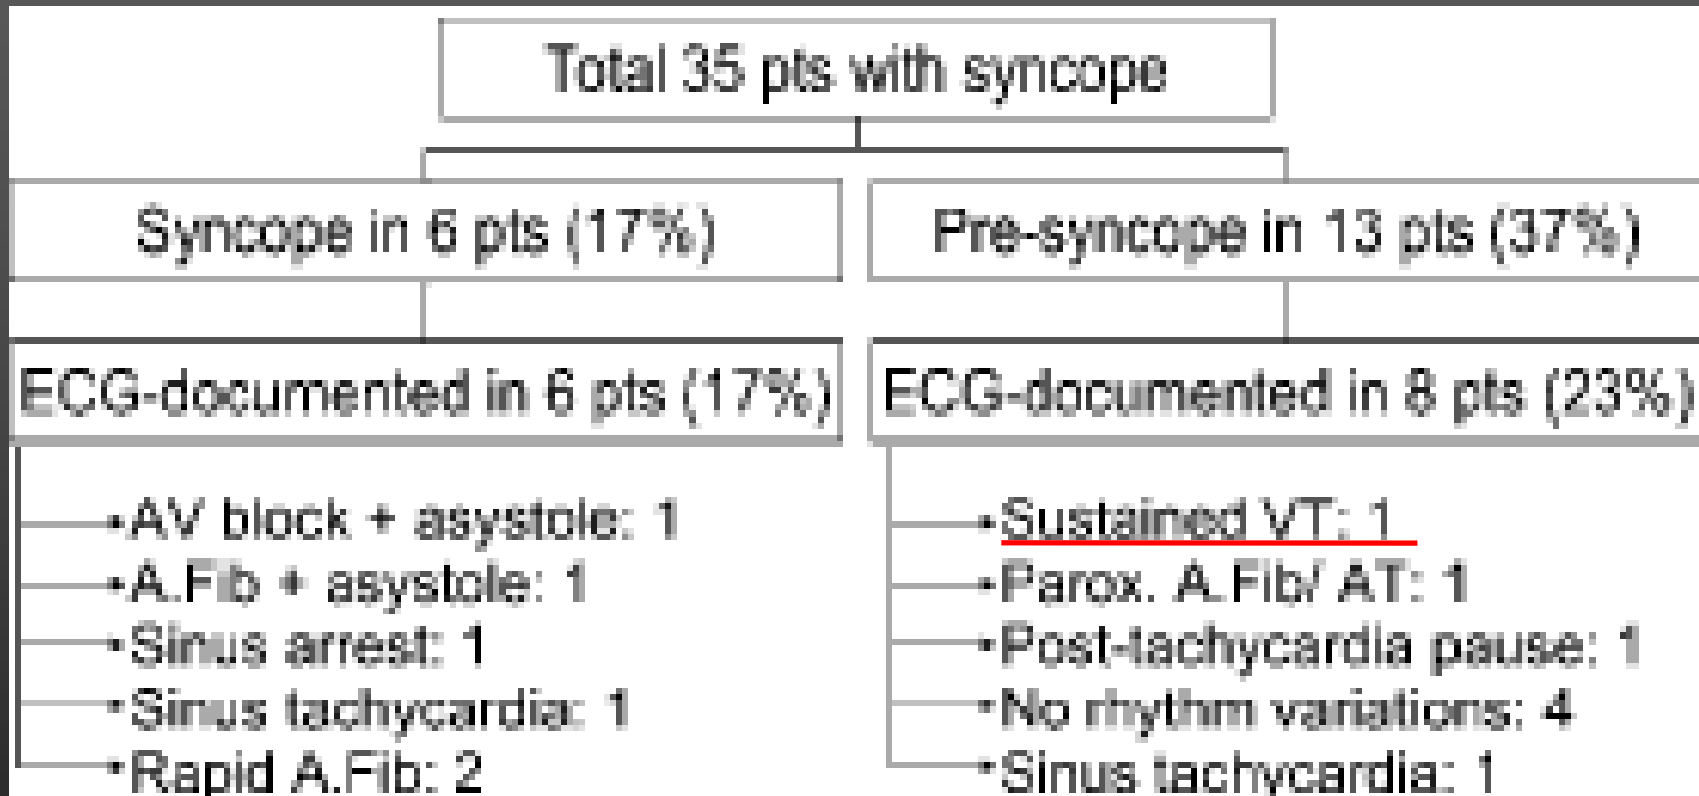 Total 35 pts with syncope
Syncope in 6 pts (17%)
Pre-syncope in 13 pts (37%)
ECG-documented in 6 pts (17%)
ECG-documented in 8 pts (23%)
•AV block + asystole: 1
•A.Fib + asystole: 1
•Sinus arrest: 1
•Sinus tachycardia: 1
•Rapid A.Fib: 2
•Sustained VT: 1
•Parox. A.Fib/ AT: 1
•Post-tachycardia pause: 1
•No rhythm variations: 4
•Sinus tachycardia: 1